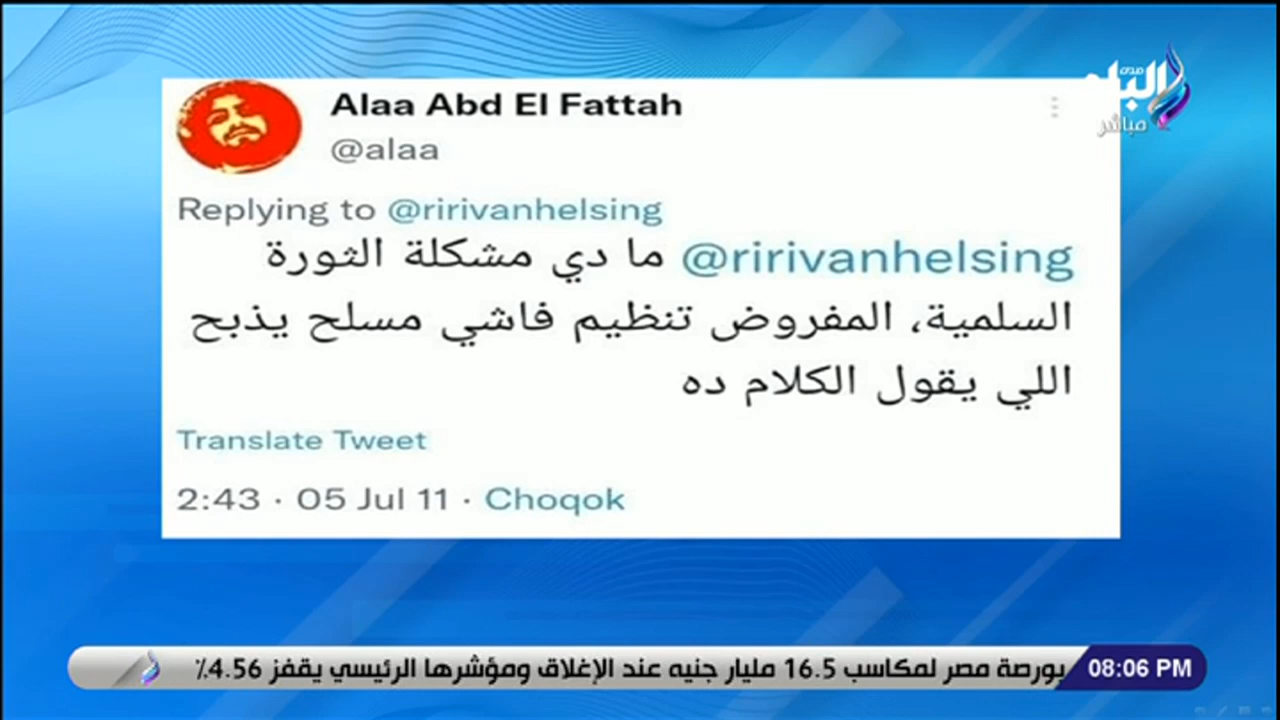 صدى
البلد
مباشر
Alaa Abd El Fattah
@alaa
Replying to @ririvanhelsing
@ririvanhelsing ما دي مشكلة الثورة
السلمية، المفروض تنظيم فاشي مسلح يذبح
اللي يقول الكلام ده
Translate Tweet
2:43 · 05 Jul 11 · Choqok
بورصة مصر لمكاسب 16.5 مليار جنيه عند الإغلاق ومؤشرها الرئيسي يقفز 4.56٪
08:06 PM